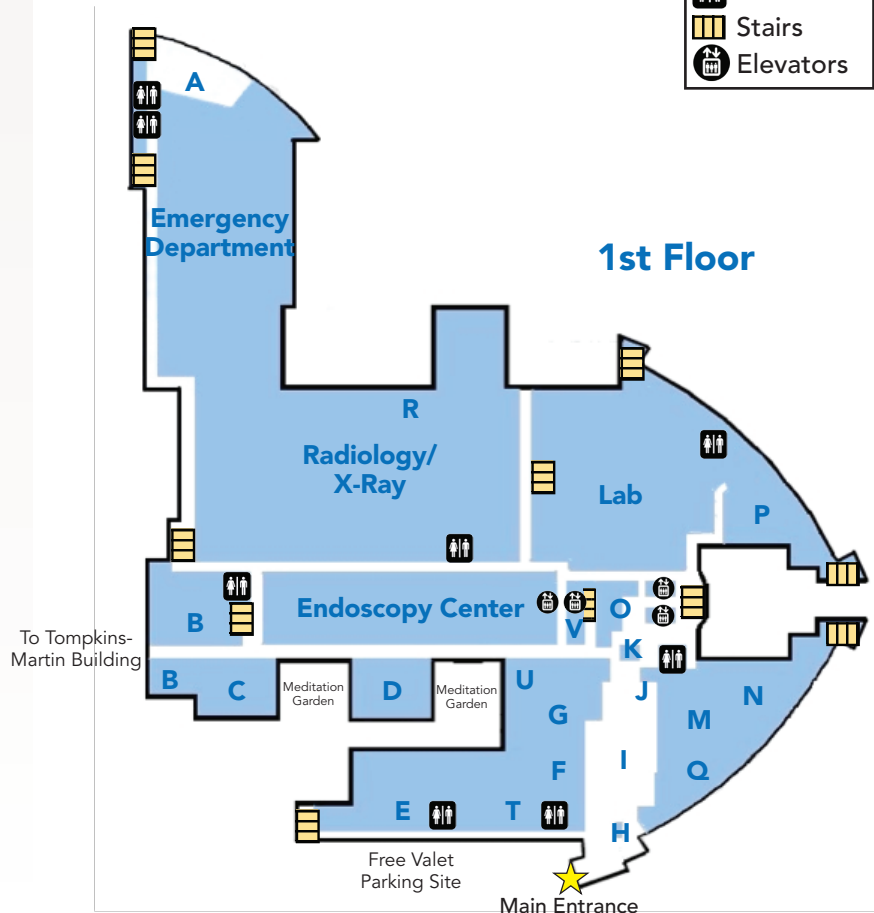 Stairs
Elevators
A
Emergency
Department
1st Floor
R
Radiology/
X-Ray
Lab
P
Endoscopy Center
B
V
O
K
To Tompkins-
Martin Building
B
C
Meditation
Garden
D
Meditation
Garden
U
G
J
N
M
I
F
Q
E
T
H
Free Valet
Parking Site
Main Entrance